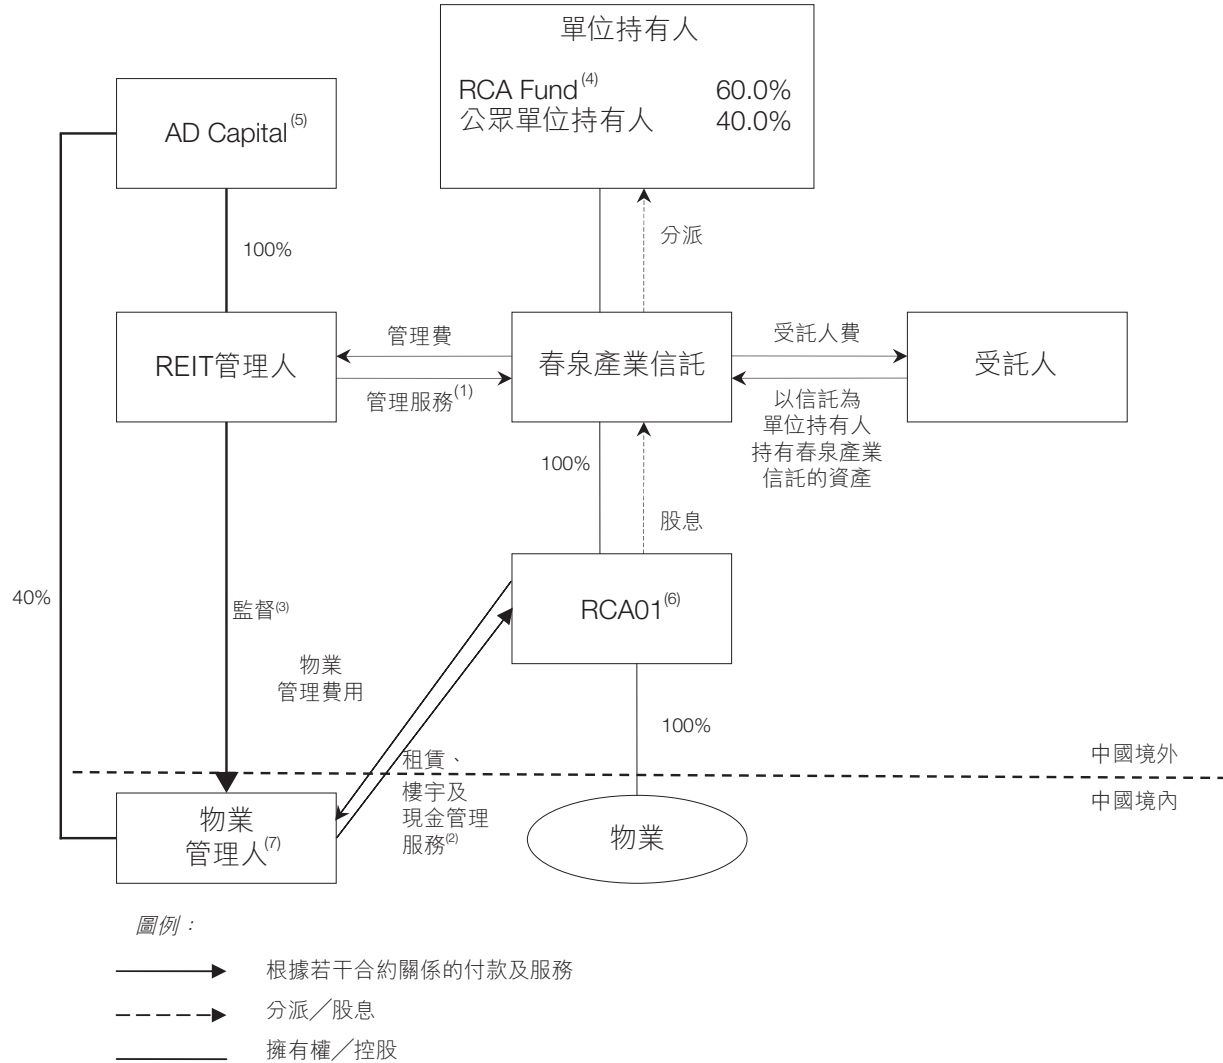 單位持有人
RCA Fund(4) 60.0%
公眾單位持有人 40.0%
AD Capital(5)
100%
分派
REIT管理人
管理費
管理服務(1)
春泉產業信託
受託人費
以信託為
單位持有人
持有春泉產業
信託的資產
受託人
100%
股息
40%
監督(3)
RCA01(6)
物業
管理費用
100%
租賃、
樓宇及
現金管理
服務(2)
中國境外
中國境內
物業
管理人(7)
物業
圖例：
根據若干合約關係的付款及服務
分派／股息
擁有權／控股